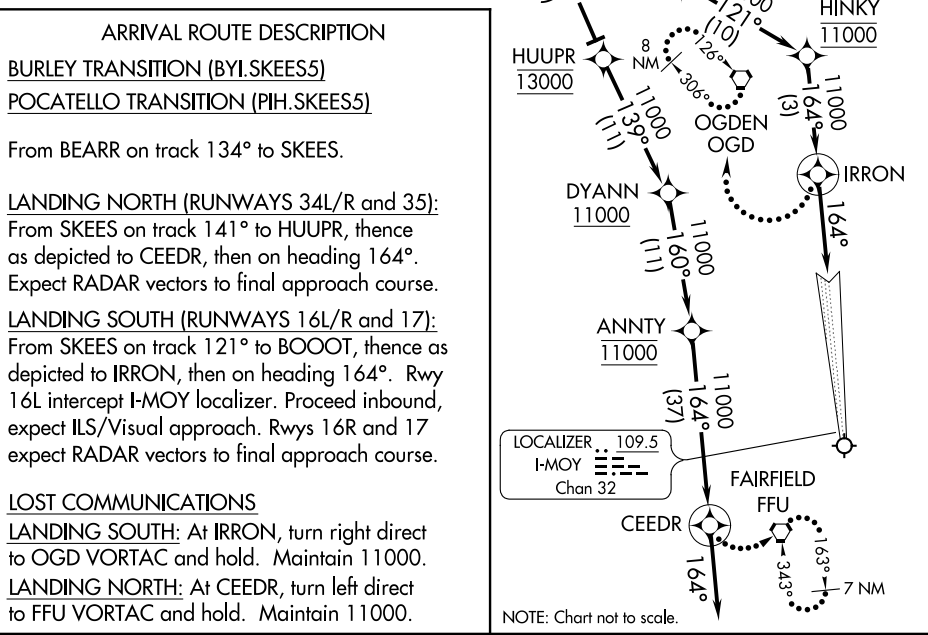 ARRIVAL ROUTE DESCRIPTION
BURLEY TRANSITION (BYI.SKEES5)
POCATELLO TRANSITION (PIH.SKEES5)
From BEARR on track 134° to SKEES.
LANDING NORTH (RUNWAYS 34L/R and 35):
From SKEES on track 141° to HUUPR, thence
as depicted to CEEDR, then on heading 164°.
Expect RADAR vectors to final approach course.
LANDING SOUTH (RUNWAYS 16L/R and 17):
From SKEES on track 121° to BOOOT, thence as
depicted to IRRON, then on heading 164°. Rwy
16L intercept I-MOY localizer. Proceed inbound,
expect ILS/Visual approach. Rwys 16R and 17
expect RADAR vectors to final approach course.
LOST COMMUNICATIONS
LANDING SOUTH: At IRRON, turn right direct
to OGD VORTAC and hold. Maintain 11000.
LANDING NORTH: At CEEDR, turn left direct
to FFU VORTAC and hold. Maintain 11000.
HINKY
11000
121°
(10)
HUUPR
13000
8
NM
126°
306°
OGDEN
OGD
11000
164°
(3)
IRRON
164°
11000
139°
(11)
DYANN
11000
11000
160°
(11)
ANNTY
11000
11000
164°
(37)
LOCALIZER 109.5
I-MOY
Chan 32
FAIRFIELD
FFU
CEEDR
163°
343°
7 NM
164°
NOTE: Chart not to scale.